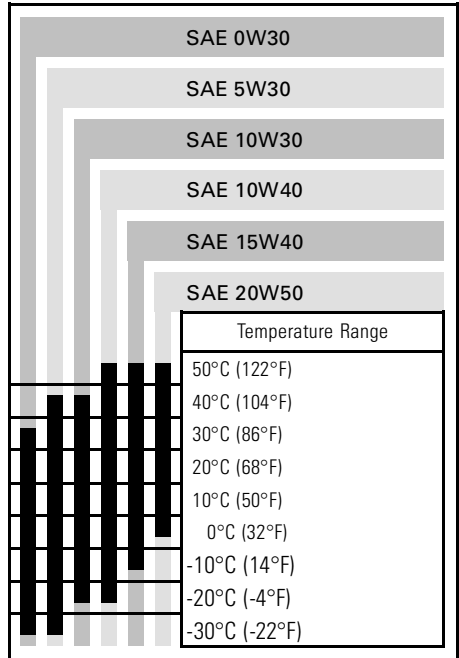 SAE 0W30
SAE 5W30
SAE 10W30
SAE 10W40
SAE 15W40
SAE 20W50
Temperature Range
50°C (122°F)
40°C (104°F)
30°C (86°F)
20°C (68°F)
10°C (50°F)
0°C (32°F)
-10°C (14°F)
-20°C (-4°F)
-30°C (-22°F)